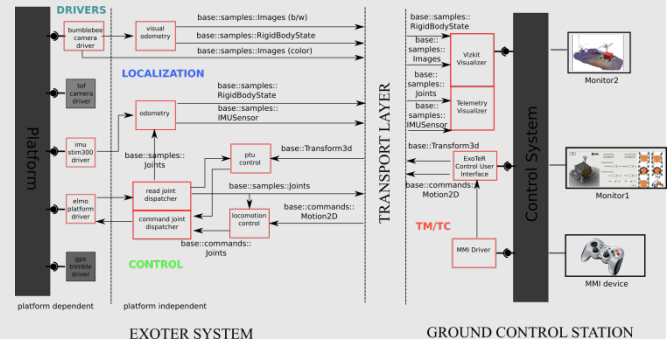 DRIVERS
bumblebee
camera
driver
visual
odometry
base::samples::Images (b/w)
base::samples::RigidBodyState
base::samples::Images (color)
LOCALIZATION
tof
camera
driver
odometry
base::samples::
RigidBodyState
base::samples::
IMUSensor
imu
stim300
driver
base::samples::
Joints
ptu
control
base::Transform3d
elmo
platform
driver
read joint
dispatcher
command joint
dispatcher
base::samples::Joints
locomotion
control
base::commands::
Motion2D
base::commands::
Joints
CONTROL
gps
trimble
driver
Platform
platform dependent
platform independent
EXOTER SYSTEM
TRANSPORT LAYER
base::samples::
RigidBodyState
base::
samples::
Images
base::
samples::
Joints
base::
samples::
IMUSensor
Vizkit
Visualizer
Telemetry
Visualizer
base::Transform3d
ExoTeR
Control User
Interface
base::commands::
Motion2D
TM/TC
MMI Driver
Control System
Monitor2
Monitor1
MMI device
GROUND CONTROL STATION